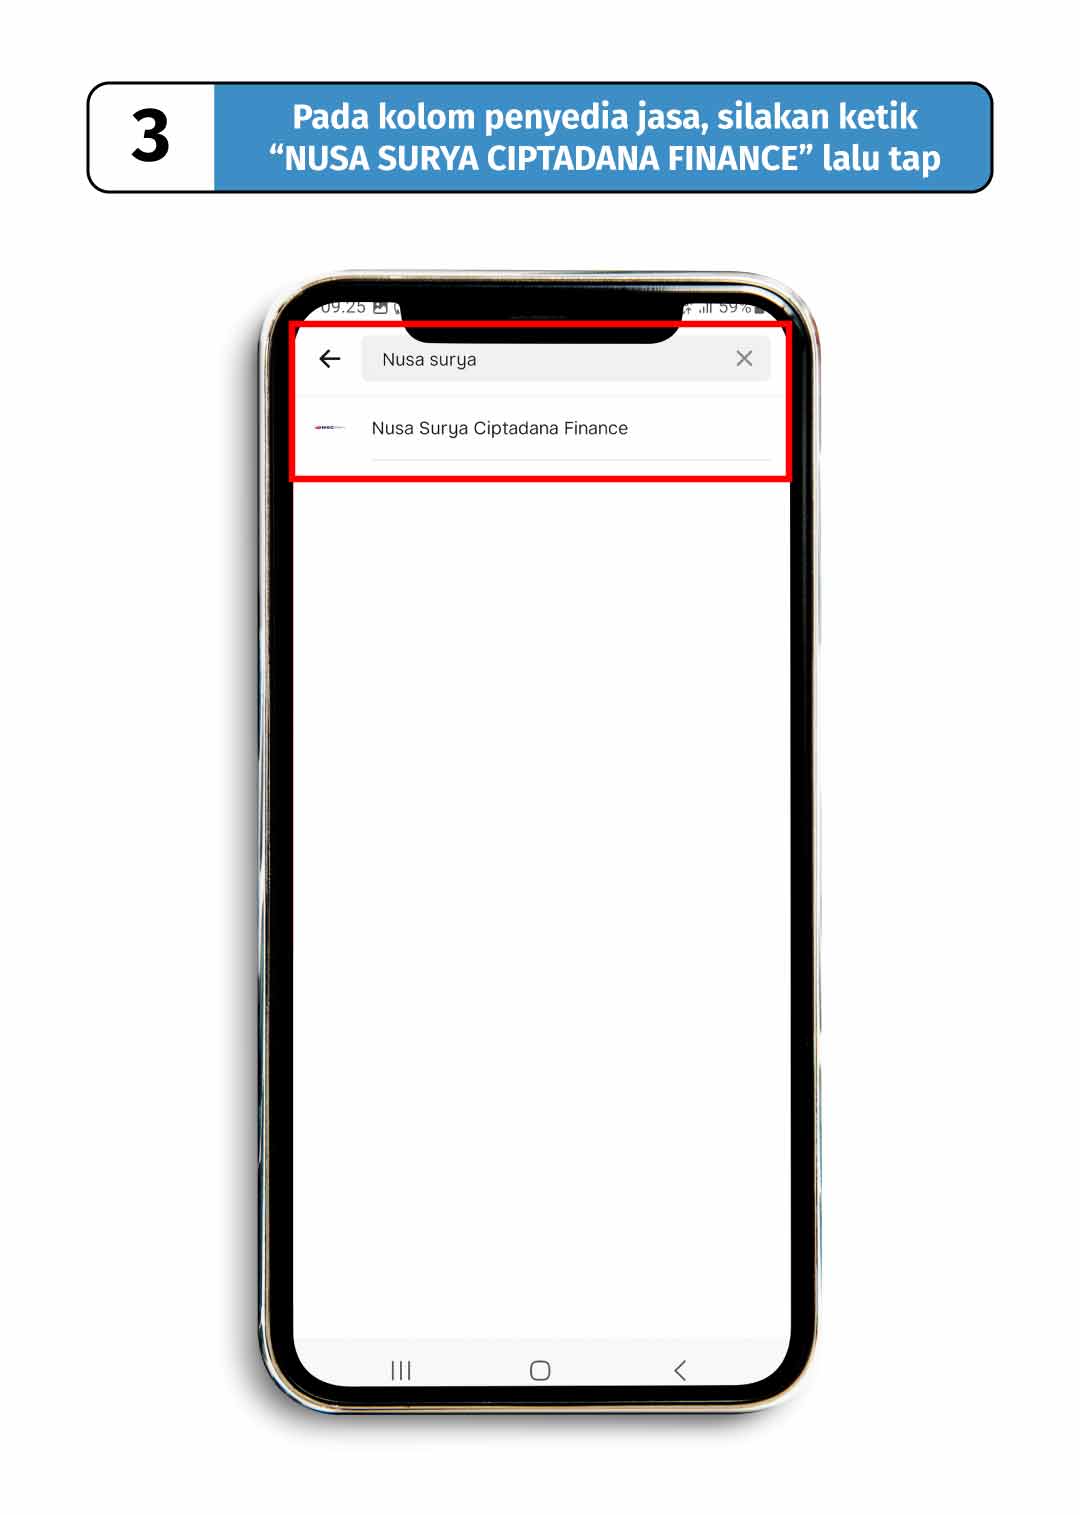 3
Pada kolom penyedia jasa, silakan ketik
“NUSA SURYA CIPTADANA FINANCE” lalu tap
09.25 59%
Nusa surya
Nusa Surya Ciptadana Finance